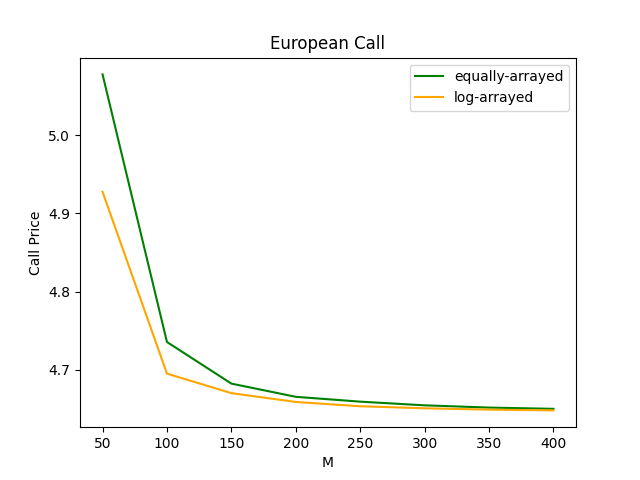 European Call
equally-arrayed
log-arrayed
Call Price
5.0
4.9
4.8
4.7
50 100 150 200 250 300 350 400
M